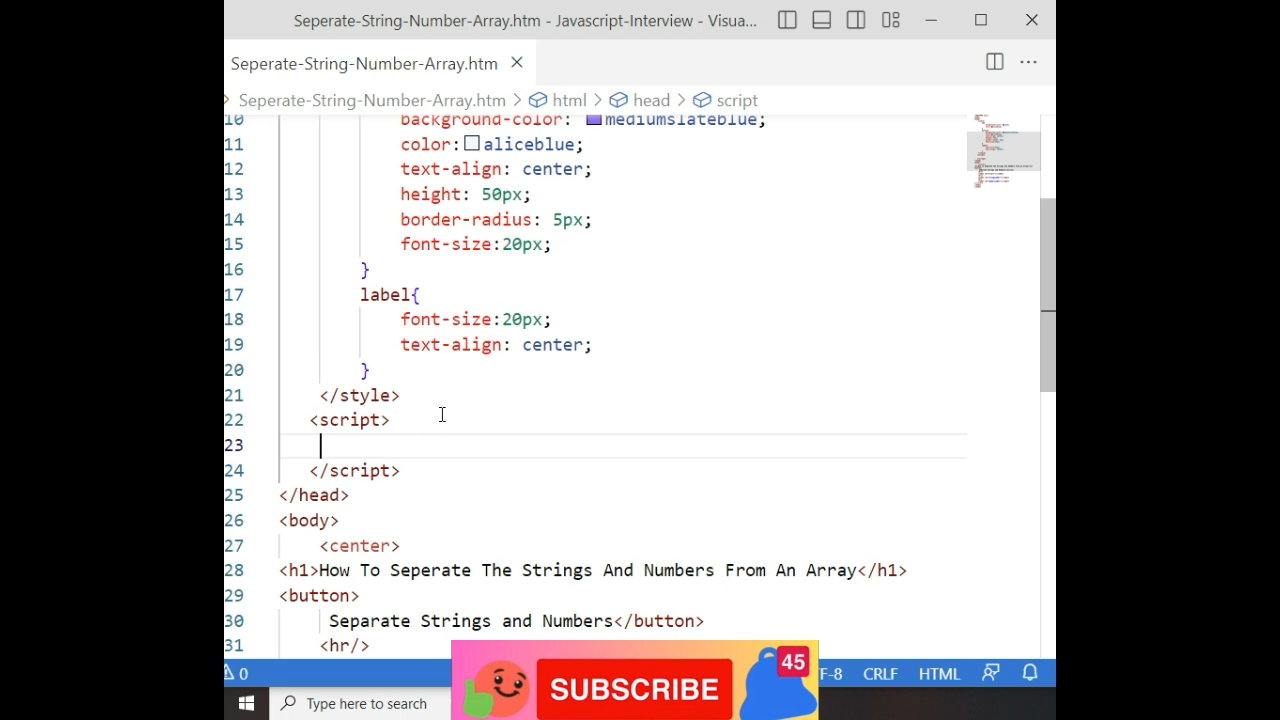 Seperate-String-Number-Array.htm - Javascript-Interview - Visua...
Seperate-String-Number-Array.htm
Seperate-String-Number-Array.htm > html > head > script
10 background-color: mediumslateblue;
11 color: aliceblue;
12 text-align: center;
13 height: 50px;
14 border-radius: 5px;
15 font-size:20px;
16 }
17 label{
18 font-size:20px;
19 text-align: center;
20 }
21 </style>
22 <script>
23
24 </script>
25 </head>
26 <body>
27 <center>
28 <h1>How To Seperate The Strings And Numbers From An Array</h1>
29 <button>
30 Separate Strings and Numbers</button>
31 <hr/>
0 F-8 CRLF HTML
SUBSCRIBE
45
Type here to search